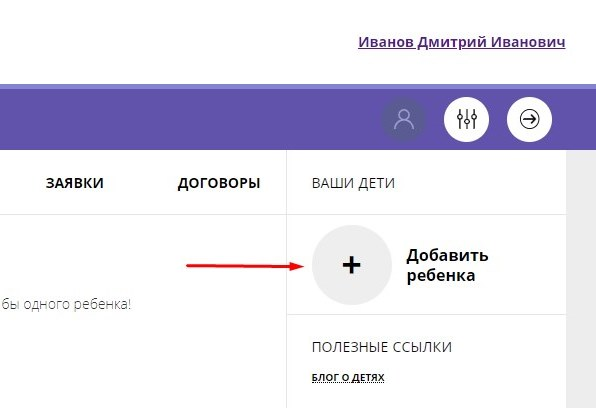 Иванов Дмитрий Иванович
ЗАЯВКИ ДОГОВОРЫ ВАШИ ДЕТИ
+ Добавить
ребенка
бы одного ребенка!
ПОЛЕЗНЫЕ ССЫЛКИ
БЛОГ О ДЕТЯХ